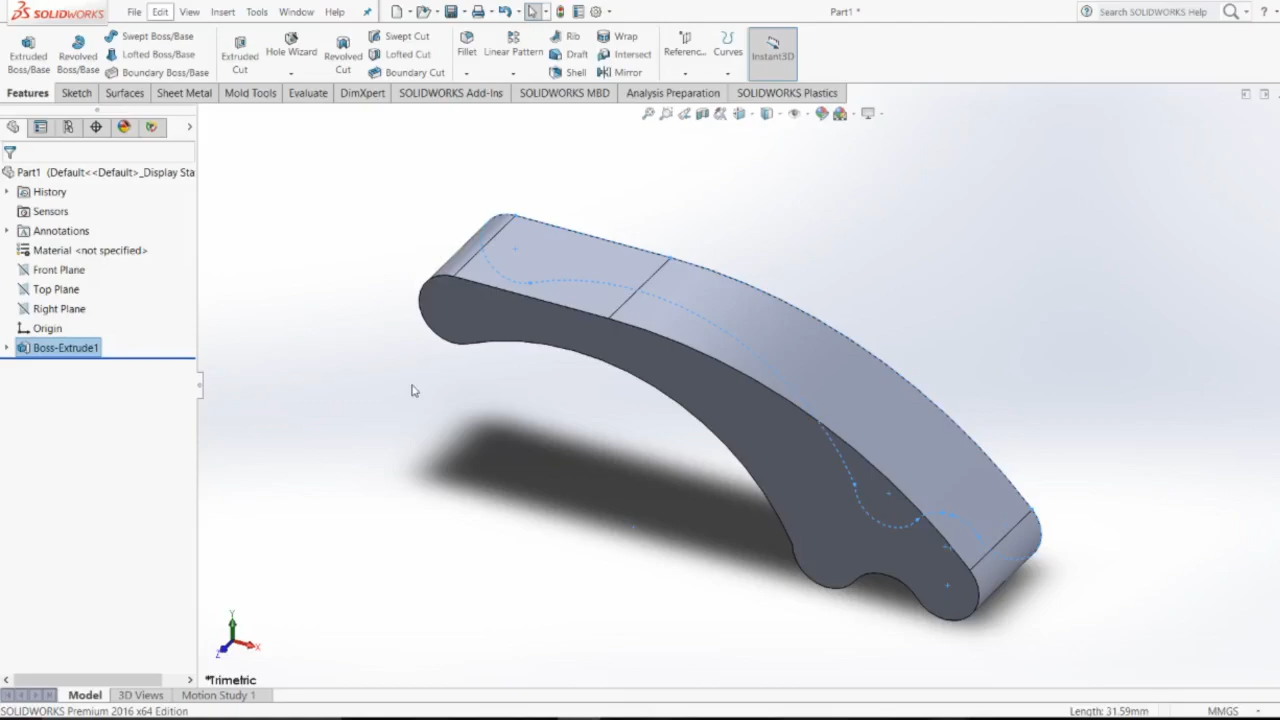 SOLIDWORKS File Edit View Insert Tools Window Help Part1 * Search SOLIDWORKS Help ?
Extruded Boss/Base
Revolved Boss/Base
Swept Boss/Base
Lofted Boss/Base
Boundary Boss/Base
Extruded Cut
Hole Wizard
Revolved Cut
Swept Cut
Lofted Cut
Boundary Cut
Fillet
Linear Pattern
Rib
Draft
Shell
Wrap
Intersect
Mirror
Referenc...
Curves
Instant3D
Features Sketch Surfaces Sheet Metal Mold Tools Evaluate DimXpert SOLIDWORKS Add-Ins SOLIDWORKS MBD Analysis Preparation SOLIDWORKS Plastics
Part1 (Default<<Default>_Display Sta
History
Sensors
Annotations
Material <not specified>
Front Plane
Top Plane
Right Plane
Origin
Boss-Extrude1
Y
X
Z
*Trimetric
Model 3D Views Motion Study 1
SOLIDWORKS Premium 2016 x64 Edition Length: 31.59mm MMGS